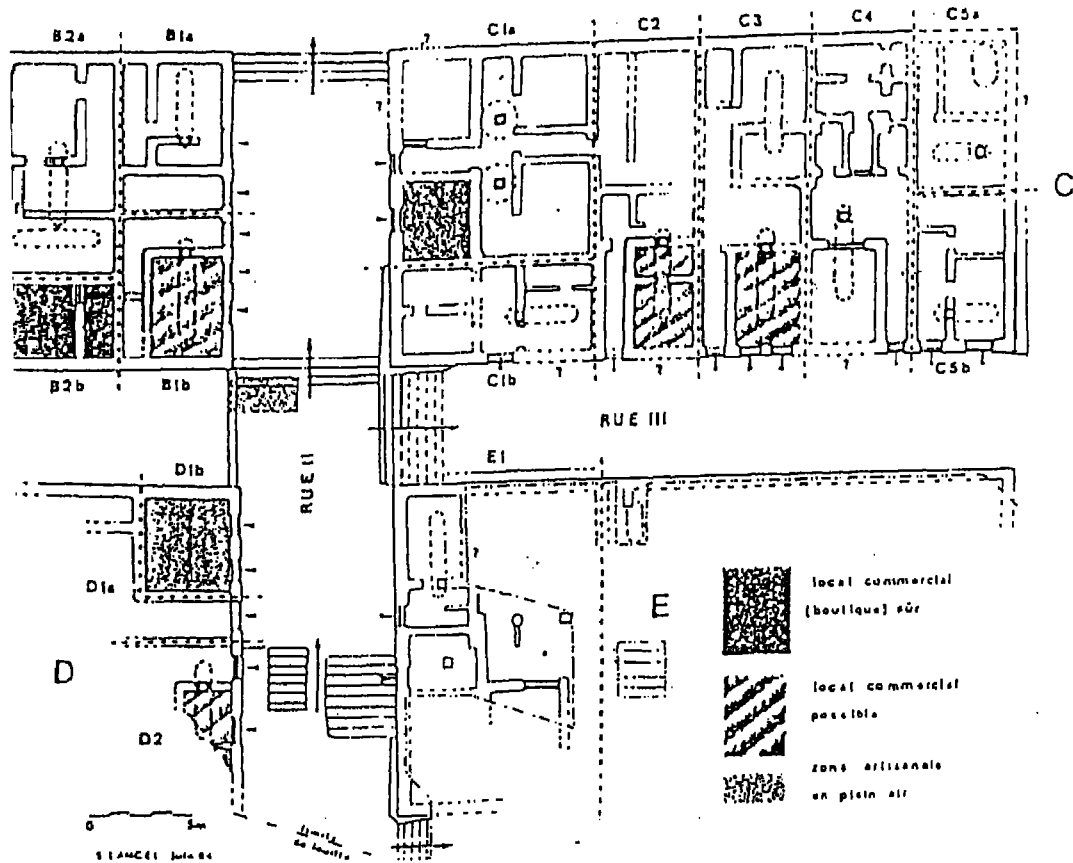 B2a B1a C1a C2 C3 C4 C5a
?
?
?
α
α
C
B2b B1b C1b ? ? ? C5b
RUE III
D1b
RUE II
E1
?
D1a
E
D
D2
local commercial
(boutique) sûr
local commercial
possible
zone artisanale
en plein air
0 5m
S LANCEL